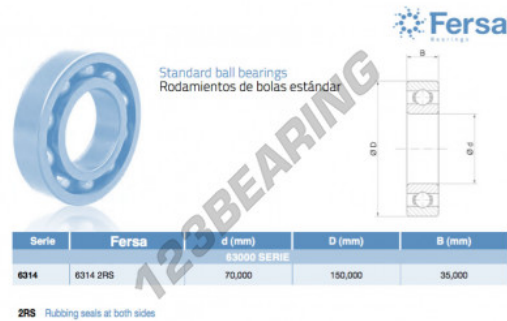 Fersa
Bearings
Standard ball bearings
Rodamientos de bolas estándar
B
Ø D
Ø d
123BEARING
Serie Fersa d (mm) D (mm) B (mm)
63000 SERIE
6314 6314 2RS 70,000 150,000 35,000
2RS Rubbing seals at both sides